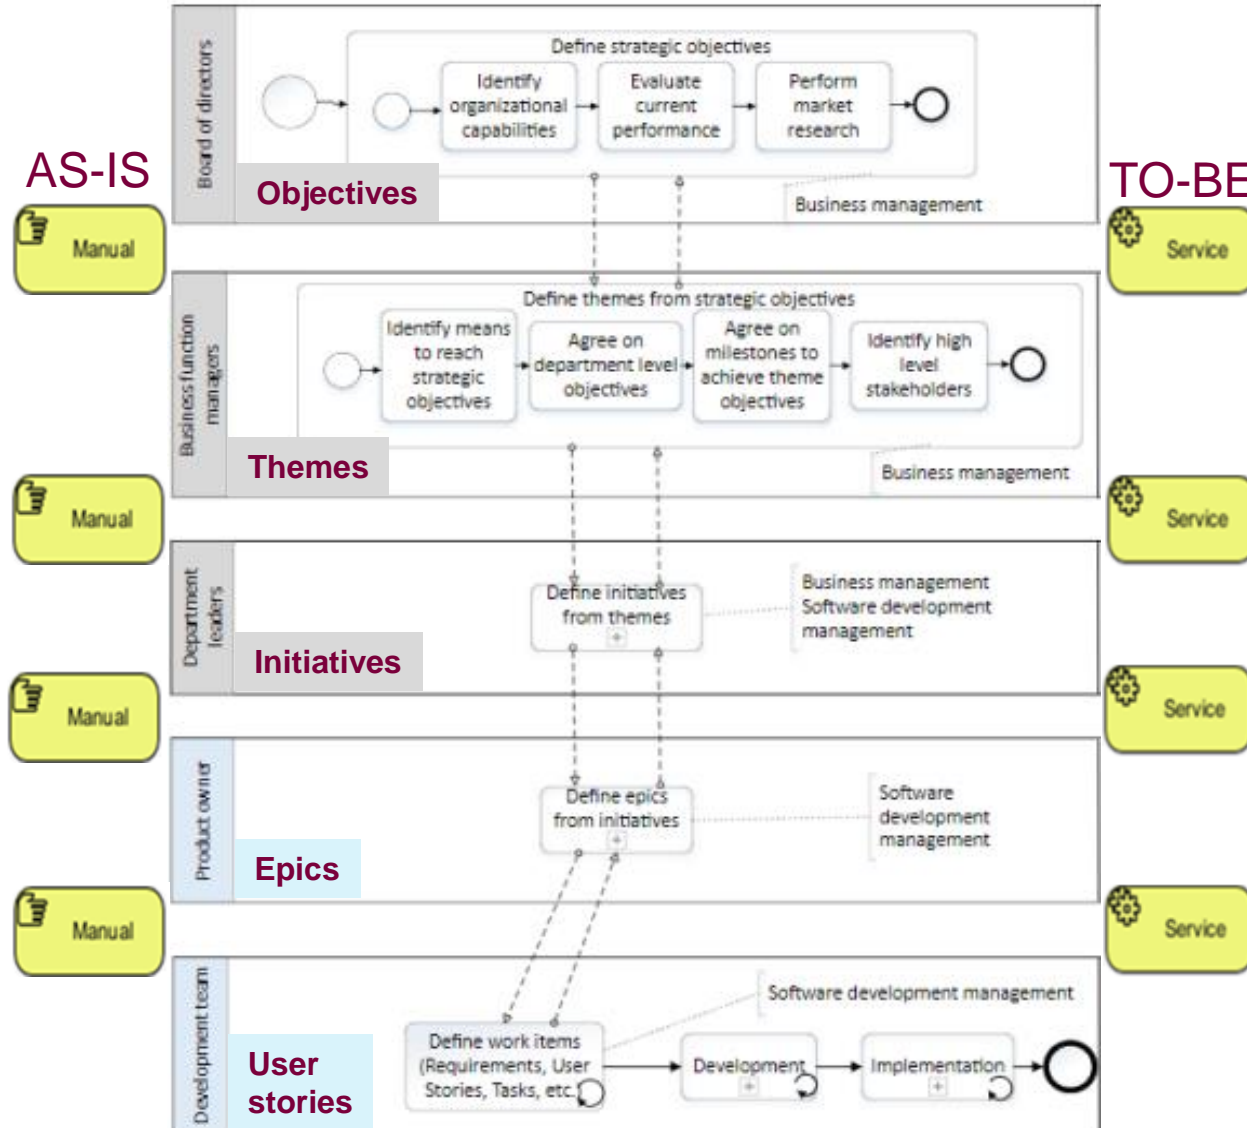 AS-IS
TO-BE
Board of directors
Define strategic objectives
Identify
organizational
capabilities
Evaluate
current
performance
Perform
market
research
Objectives
Business management
Manual
Service
Business function
managers
Define themes from strategic objectives
Identify means
to reach
strategic
objectives
Agree on
department level
objectives
Agree on
milestones to
achieve theme
objectives
Identify high
level
stakeholders
Themes
Business management
Manual
Service
Department
leaders
Define initiatives
from themes
Business management
Software development
management
Initiatives
Manual
Service
Product owner
Define epics
from initiatives
Software
development
management
Epics
Manual
Service
Development team
Software development management
Define work items
(Requirements, User
Stories, Tasks, etc.)
Development
Implementation
User
stories